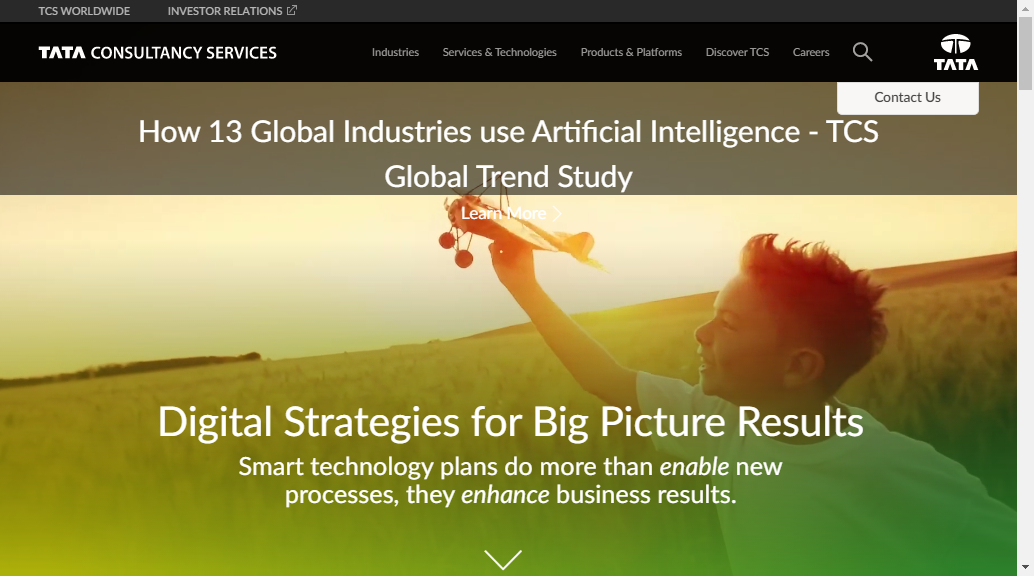 TCS WORLDWIDE INVESTOR RELATIONS
TATA CONSULTANCY SERVICES Industries Services & Technologies Products & Platforms Discover TCS Careers TATA
Contact Us
How 13 Global Industries use Artificial Intelligence - TCS
Global Trend Study
Learn More
Digital Strategies for Big Picture Results
Smart technology plans do more than enable new
processes, they enhance business results.